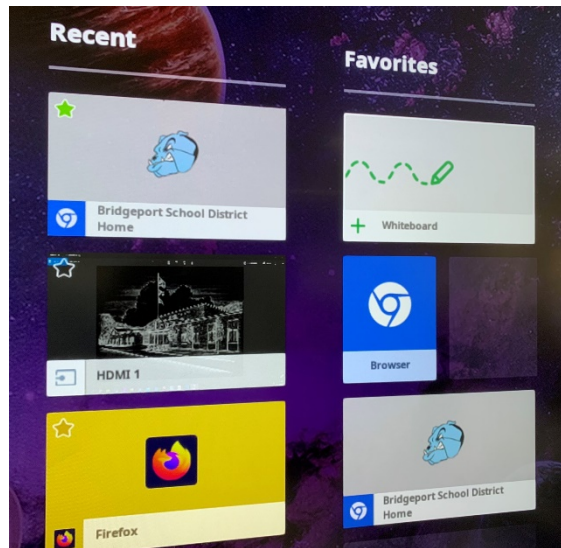 Recent
Bridgeport School District
Home
HDMI 1
Firefox
Favorites
Whiteboard
Browser
Bridgeport School District
Home